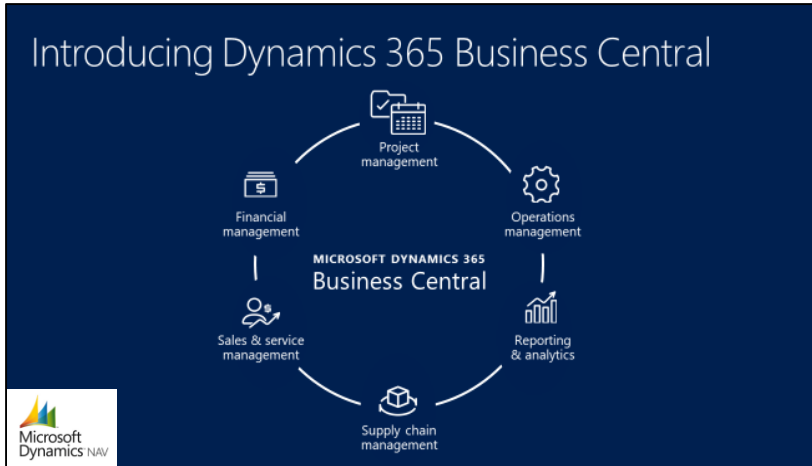 Introducing Dynamics 365 Business Central
Project
management
Financial
management
Operations
management
MICROSOFT DYNAMICS 365
Business Central
Sales & service
management
Reporting
& analytics
Supply chain
management
Microsoft
Dynamics NAV